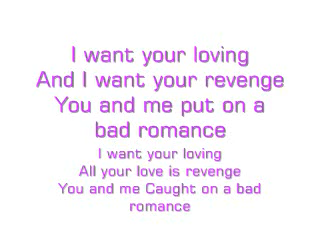 I want your loving
And I want your revenge
You and me put on a
bad romance
I want your loving
All your love is revenge
You and me Caught on a bad
romance